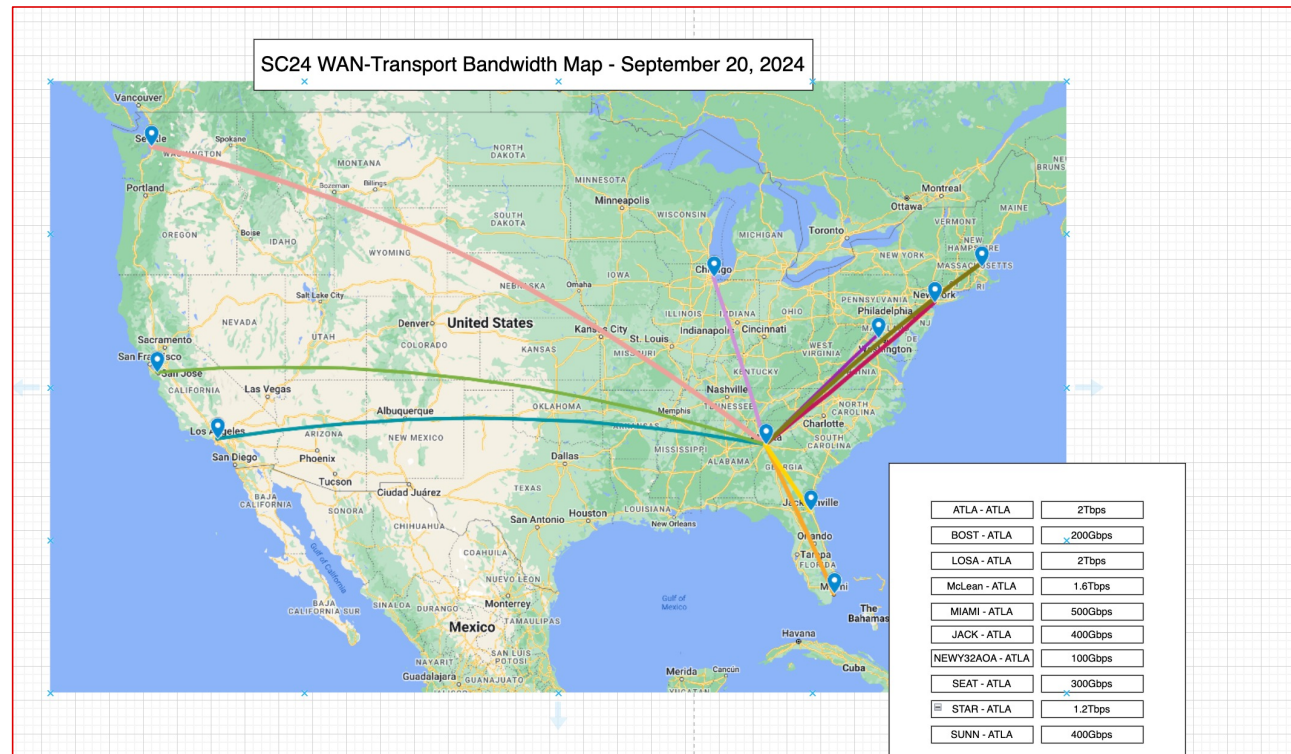 SC24 WAN-Transport Bandwidth Map - September 20, 2024
Vancouver
Spokane
WASHINGTON
Portland
MONTANA
Bozeman
Billings
NORTH DAKOTA
MINNESOTA
Minneapolis
SOUTH DAKOTA
WISCONSIN
MICHIGAN
Toronto
Ottawa
Montreal
VERMONT
MAINE
NEW HAMPSHIRE
MASSACHUSETTS
RI
NEW YORK
OREGON
Boise
IDAHO
WYOMING
NEBRASKA
IOWA
Omaha
Chicago
PENNSYLVANIA
New York
Philadelphia
NJ
DE
Salt Lake City
NEVADA
UTAH
Denver
COLORADO
United States
KANSAS
Kansas City
St. Louis
MISSOURI
ILLINOIS
INDIANA
Indianapolis
OHIO
Cincinnati
WEST VIRGINIA
Washington
KENTUCKY
Sacramento
San Francisco
San Jose
CALIFORNIA
Las Vegas
Los Angeles
San Diego
ARIZONA
Phoenix
Tucson
Albuquerque
NEW MEXICO
OKLAHOMA
ARKANSAS
Memphis
Nashville
TENNESSEE
NORTH CAROLINA
Charlotte
SOUTH CAROLINA
MISSISSIPPI
ALABAMA
GEORGIA
Dallas
TEXAS
Ciudad Juárez
BAJA CALIFORNIA
SONORA
CHIHUAHUA
San Antonio
Houston
LOUISIANA
New Orleans
Jacksonville
Orlando
Tampa
FLORIDA
Miami
Gulf of California
COAHUILA
NUEVO LEON
Monterrey
TAMAULIPAS
BAJA CALIFORNIA SUR
SINALOA
DURANGO
Mexico
SAN LUIS POTOSI
NAYARIT
Guadalajara
GUANAJUATO
Gulf of Mexico
The Bahamas
Havana
Cuba
Merida
Cancún
ATLA - ATLA 2Tbps
BOST - ATLA 200Gbps
LOSA - ATLA 2Tbps
McLean - ATLA 1.6Tbps
MIAMI - ATLA 500Gbps
JACK - ATLA 400Gbps
NEWY32AOA - ATLA 100Gbps
SEAT - ATLA 300Gbps
STAR - ATLA 1.2Tbps
SUNN - ATLA 400Gbps